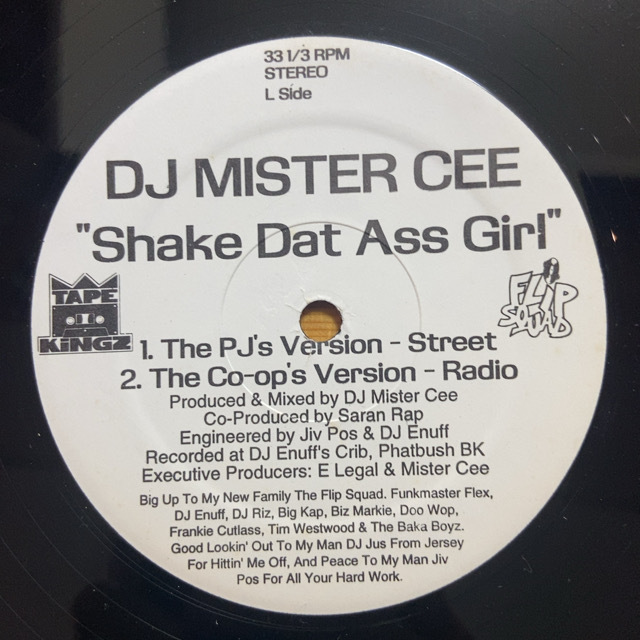 33 1/3 RPM
STEREO
L Side
DJ MISTER CEE
"Shake Dat Ass Girl"
TAPE
KiNGZ
FLIP
SQUAD
1. The PJ's Version - Street
2. The Co-op's Version - Radio
Produced & Mixed by DJ Mister Cee
Co-Produced by Saran Rap
Engineered by Jiv Pos & DJ Enuff
Recorded at DJ Enuff's Crib, Phatbush BK
Executive Producers: E Legal & Mister Cee
Big Up To My New Family The Flip Squad. Funkmaster Flex,
DJ Enuff, DJ Riz, Big Kap, Biz Markie, Doo Wop,
Frankie Cutlass, Tim Westwood & The Baka Boyz.
Good Lookin' Out To My Man DJ Jus From Jersey
For Hittin' Me Off, And Peace To My Man Jiv
Pos For All Your Hard Work.